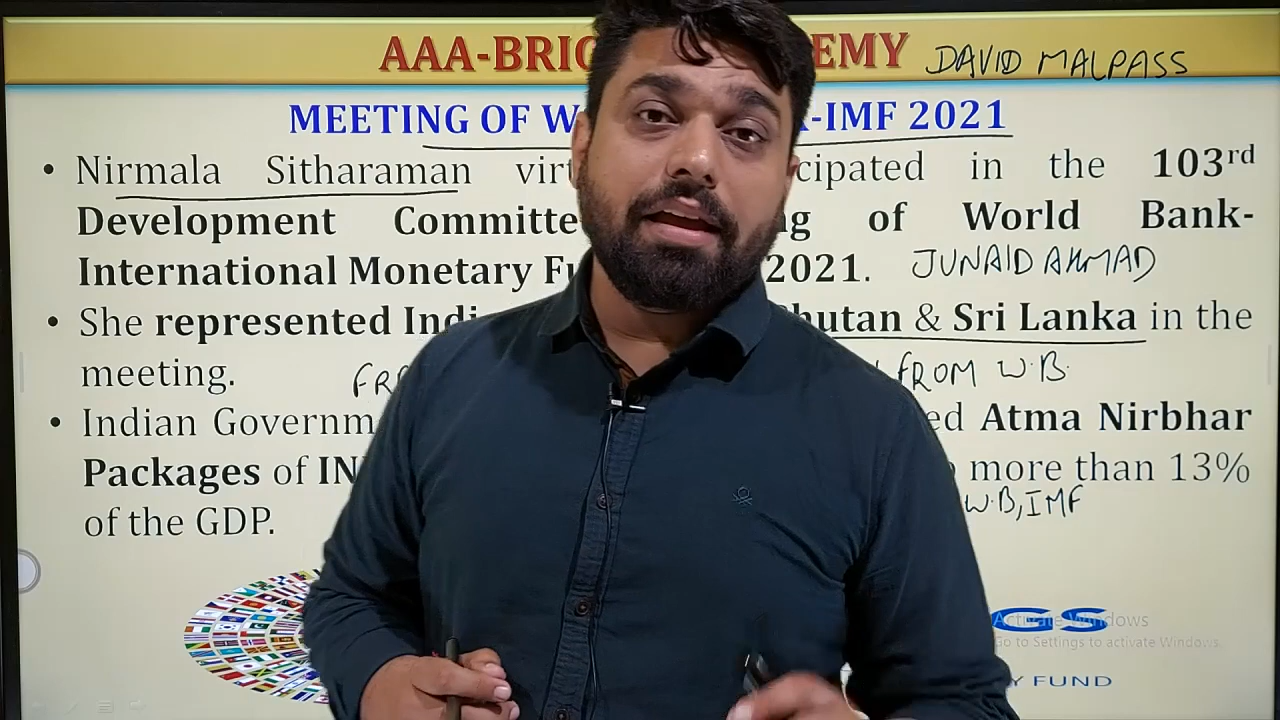 AAA-BRIG EMY DAVID MALPASS
MEETING OF W -IMF 2021
• Nirmala Sitharaman virt cipated in the 103rd
Development Committe g of World Bank-
International Monetary Fu 2021. JUNAID AHMAD
• She represented Indi hutan & Sri Lanka in the
meeting. FR FROM W.B.
• Indian Governm ed Atma Nirbhar
Packages of IN more than 13%
W.B, IMF
of the GDP.
GS
Activate Windows
Go to Settings to activate Windows.
Y FUND